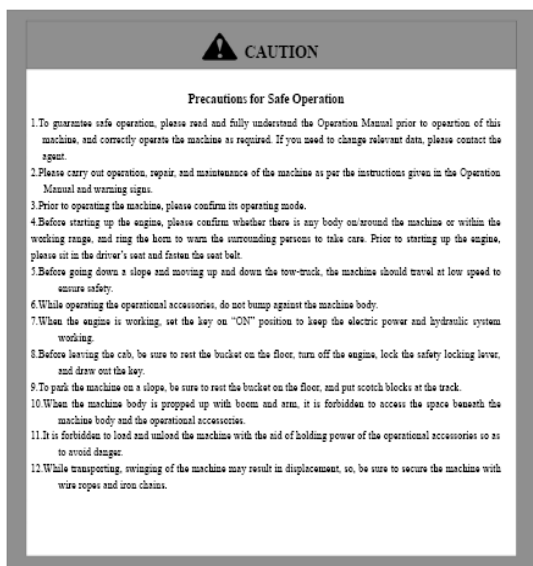 CAUTION
Precautions for Safe Operation
1.To guarantee safe operation, please read and fully understand the Operation Manual prior to opeartion of this
machine, and correctly operate the machine as required. If you need to change relevant data, please contact the
agent.
2.Please carry out operation, repair, and maintenance of the machine as per the instructions given in the Operation
Manual and warning signs.
3.Prior to operating the machine, please confirm its operating mode.
4.Before starting up the engine, please confirm whether there is any body on/around the machine or within the
working range, and ring the horn to warn the surrounding persons to take care. Prior to starting up the engine,
please sit in the driver's seat and fasten the seat belt.
5.Before going down a slope and moving up and down the tow-truck, the machine should travel at low speed to
ensure safety.
6.While operating the operational accessories, do not bump against the machine body.
7.When the engine is working, set the key on “ON” position to keep the electric power and hydraulic system
working.
8.Before leaving the cab, be sure to rest the bucket on the floor, turn off the engine, lock the safety locking lever,
and draw out the key.
9.To park the machine on a slope, be sure to rest the bucket on the floor, and put scotch blocks at the track.
10.When the machine body is propped up with boom and arm, it is forbidden to access the space beneath the
machine body and the operational accessories.
11.It is forbidden to load and unload the machine with the aid of holding power of the operational accessories so as
to avoid danger.
12.While transporting, swinging of the machine may result in displacement, so, be sure to secure the machine with
wire ropes and iron chains.